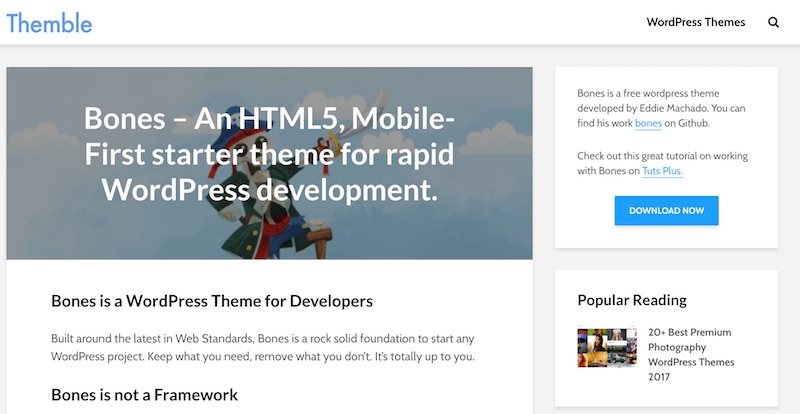 Themble
WordPress Themes
Bones – An HTML5, Mobile-
First starter theme for rapid
WordPress development.
Bones is a WordPress Theme for Developers
Built around the latest in Web Standards, Bones is a rock solid foundation to start any
WordPress project. Keep what you need, remove what you don't. It's totally up to you.
Bones is not a Framework
Bones is a free wordpress theme
developed by Eddie Machado. You can
find his work bones on Github.
Check out this great tutorial on working
with Bones on Tuts Plus.
DOWNLOAD NOW
Popular Reading
20+ Best Premium
Photography
WordPress Themes
2017